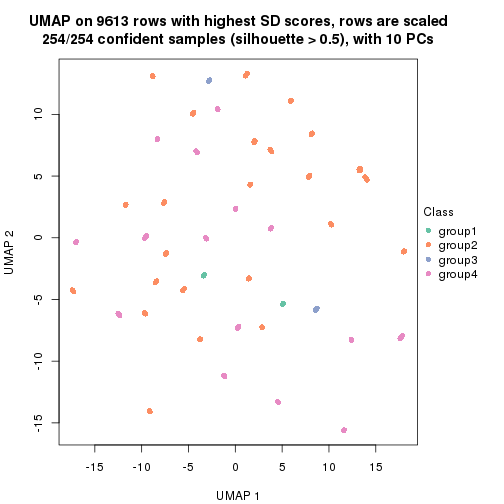 UMAP on 9613 rows with highest SD scores, rows are scaled
254/254 confident samples (silhouette > 0.5), with 10 PCs
10
5
0
-5
-10
-15
UMAP 2
-15
-10
-5
0
5
10
15
UMAP 1
Class
group1
group2
group3
group4